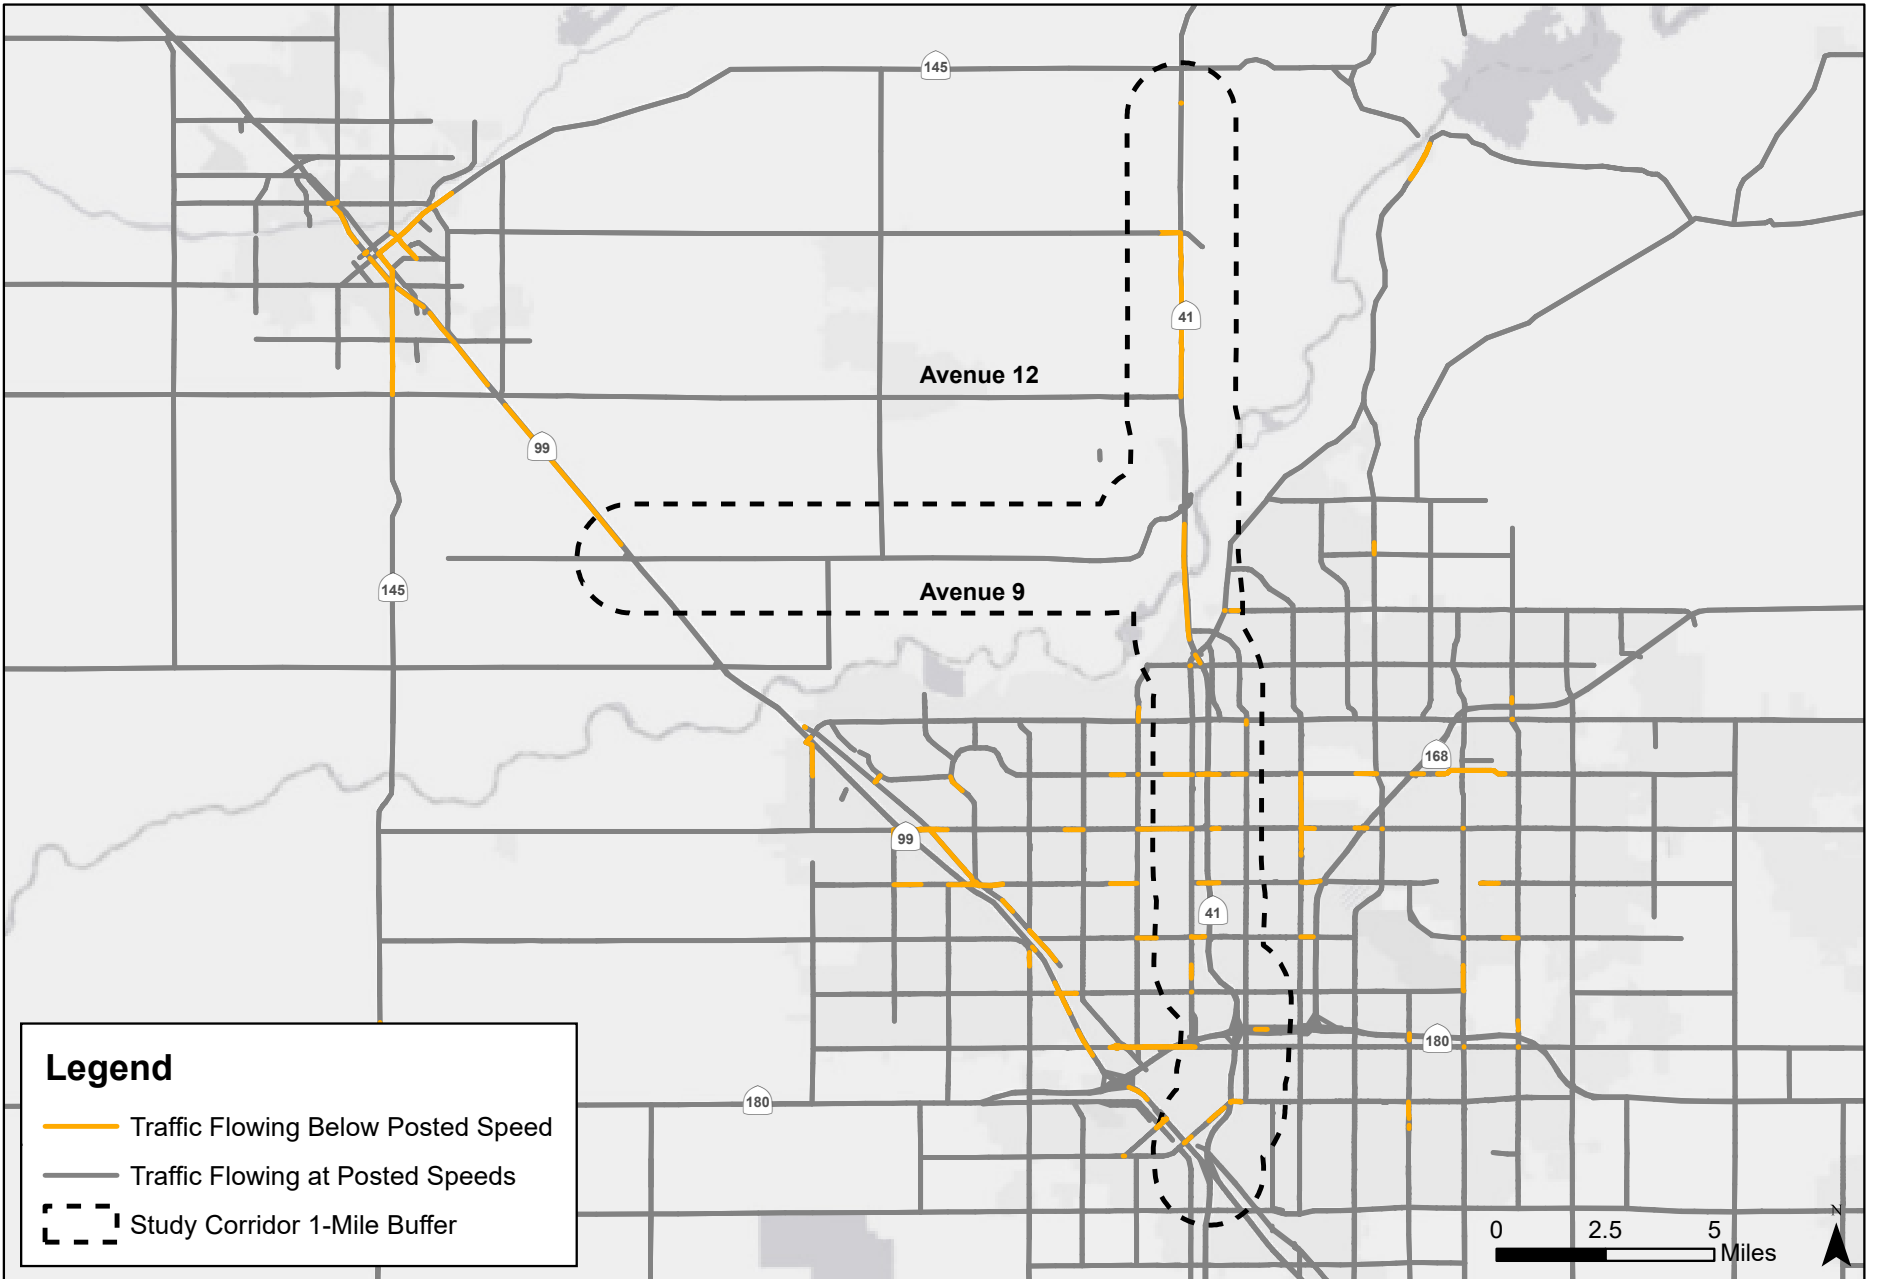 145
41
Avenue 12
99
145
Avenue 9
168
99
41
180
180
Legend
Traffic Flowing Below Posted Speed
Traffic Flowing at Posted Speeds
Study Corridor 1-Mile Buffer
N
0 2.5 5
Miles